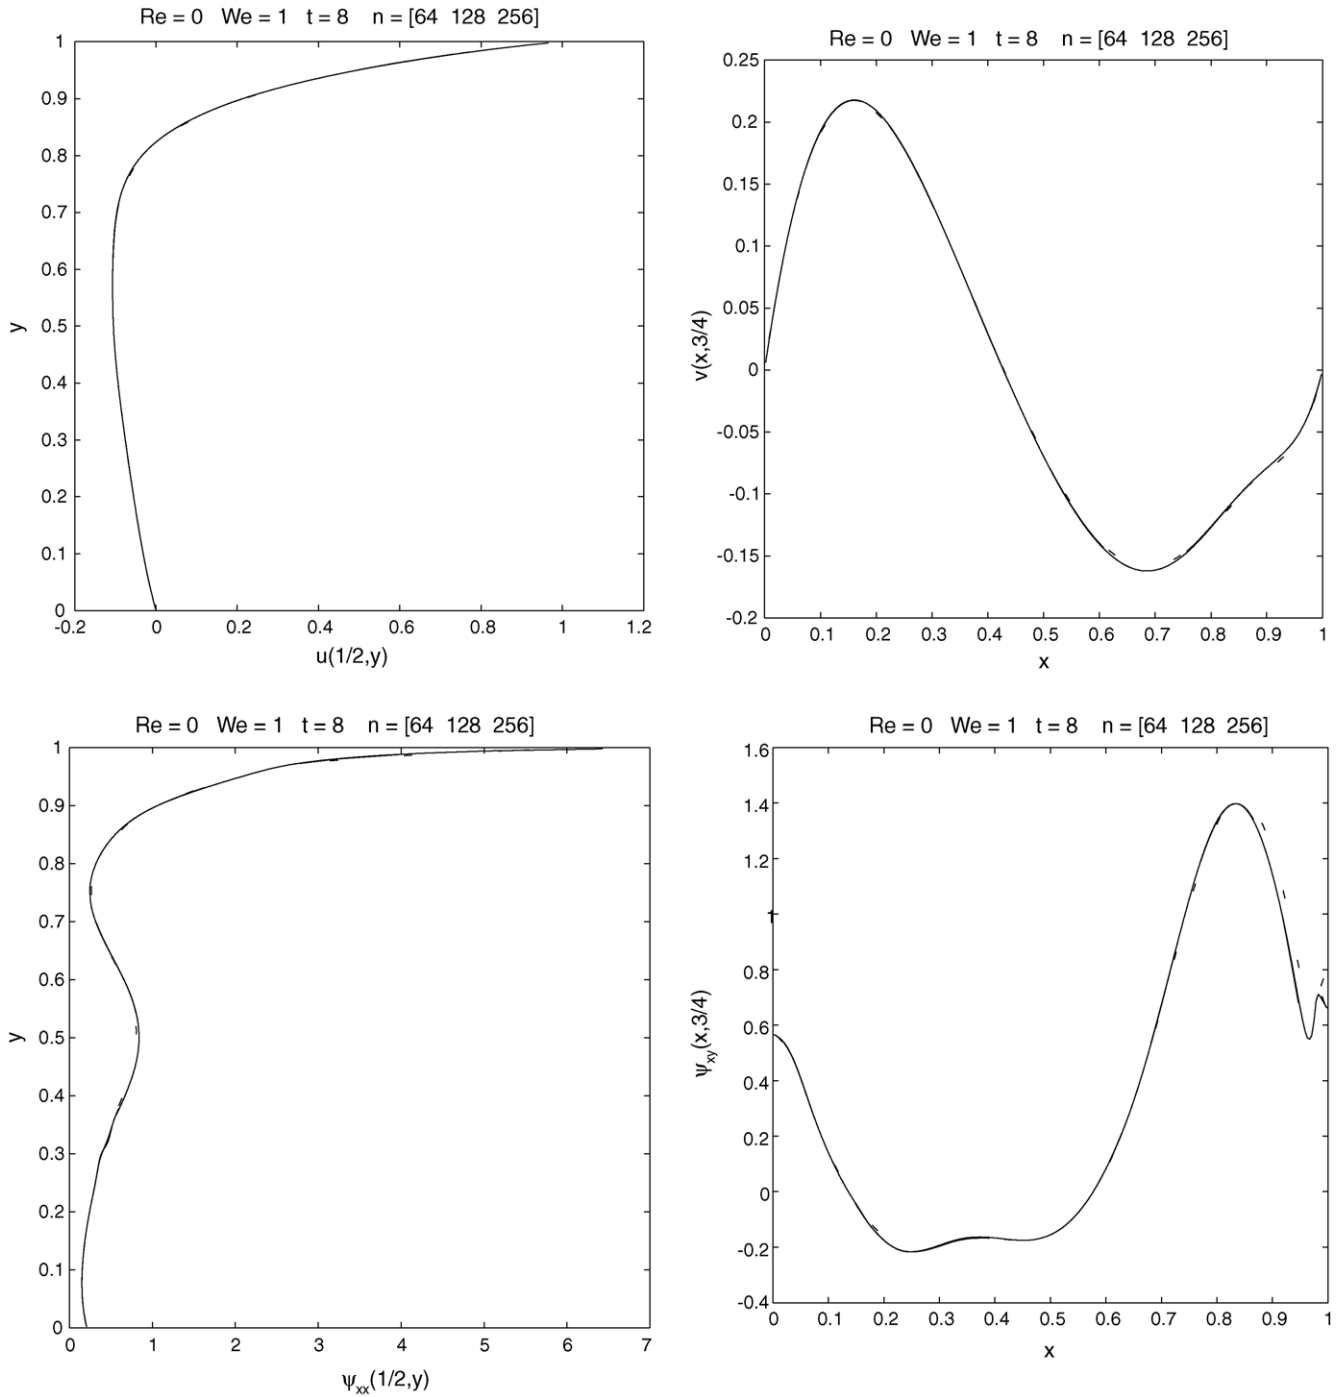 Re = 0 We = 1 t = 8 n = [64 128 256]
1
0.9
0.8
0.7
0.6
0.5
0.4
0.3
0.2
0.1
0
y
-0.2 0 0.2 0.4 0.6 0.8 1 1.2
u(1/2,y)
Re = 0 We = 1 t = 8 n = [64 128 256]
0.25
0.2
0.15
0.1
0.05
0
-0.05
-0.1
-0.15
-0.2
v(x,3/4)
0 0.1 0.2 0.3 0.4 0.5 0.6 0.7 0.8 0.9 1
x
Re = 0 We = 1 t = 8 n = [64 128 256]
1
0.9
0.8
0.7
0.6
0.5
0.4
0.3
0.2
0.1
0
y
0 1 2 3 4 5 6 7
ψxx(1/2,y)
Re = 0 We = 1 t = 8 n = [64 128 256]
1.6
1.4
1.2
1
0.8
0.6
0.4
0.2
0
-0.2
-0.4
ψxy(x,3/4)
0 0.1 0.2 0.3 0.4 0.5 0.6 0.7 0.8 0.9 1
x